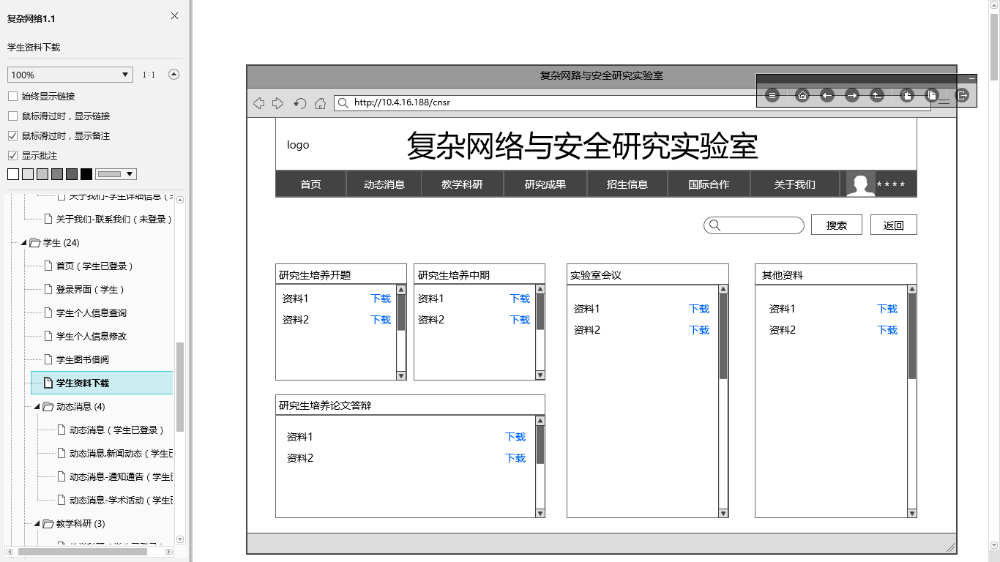 复杂网络1.1
学生资料下载
100%
1:1
始终显示链接
鼠标滑过时，显示链接
鼠标滑过时，显示备注
显示批注
关于我们-学生详细信息（未
关于我们-联系我们（未登录）
学生 (24)
首页（学生已登录）
登录界面（学生）
学生个人信息查询
学生个人信息修改
学生图书借阅
学生资料下载
动态消息 (4)
动态消息（学生已登录）
动态消息.新闻动态（学生已
动态消息-通知通告（学生已
动态消息-学术活动（学生已
教学科研 (3)
教学科研（学生已登录）
复杂网路与安全研究实验室
http://10.4.16.188/cnsr
logo
复杂网络与安全研究实验室
首页 动态消息 教学科研 研究成果 招生信息 国际合作 关于我们 ****
搜索 返回
研究生培养开题
资料1 下载
资料2 下载
研究生培养中期
资料1 下载
资料2 下载
实验室会议
资料1 下载
资料2 下载
其他资料
资料1 下载
资料2 下载
研究生培养论文答辩
资料1 下载
资料2 下载